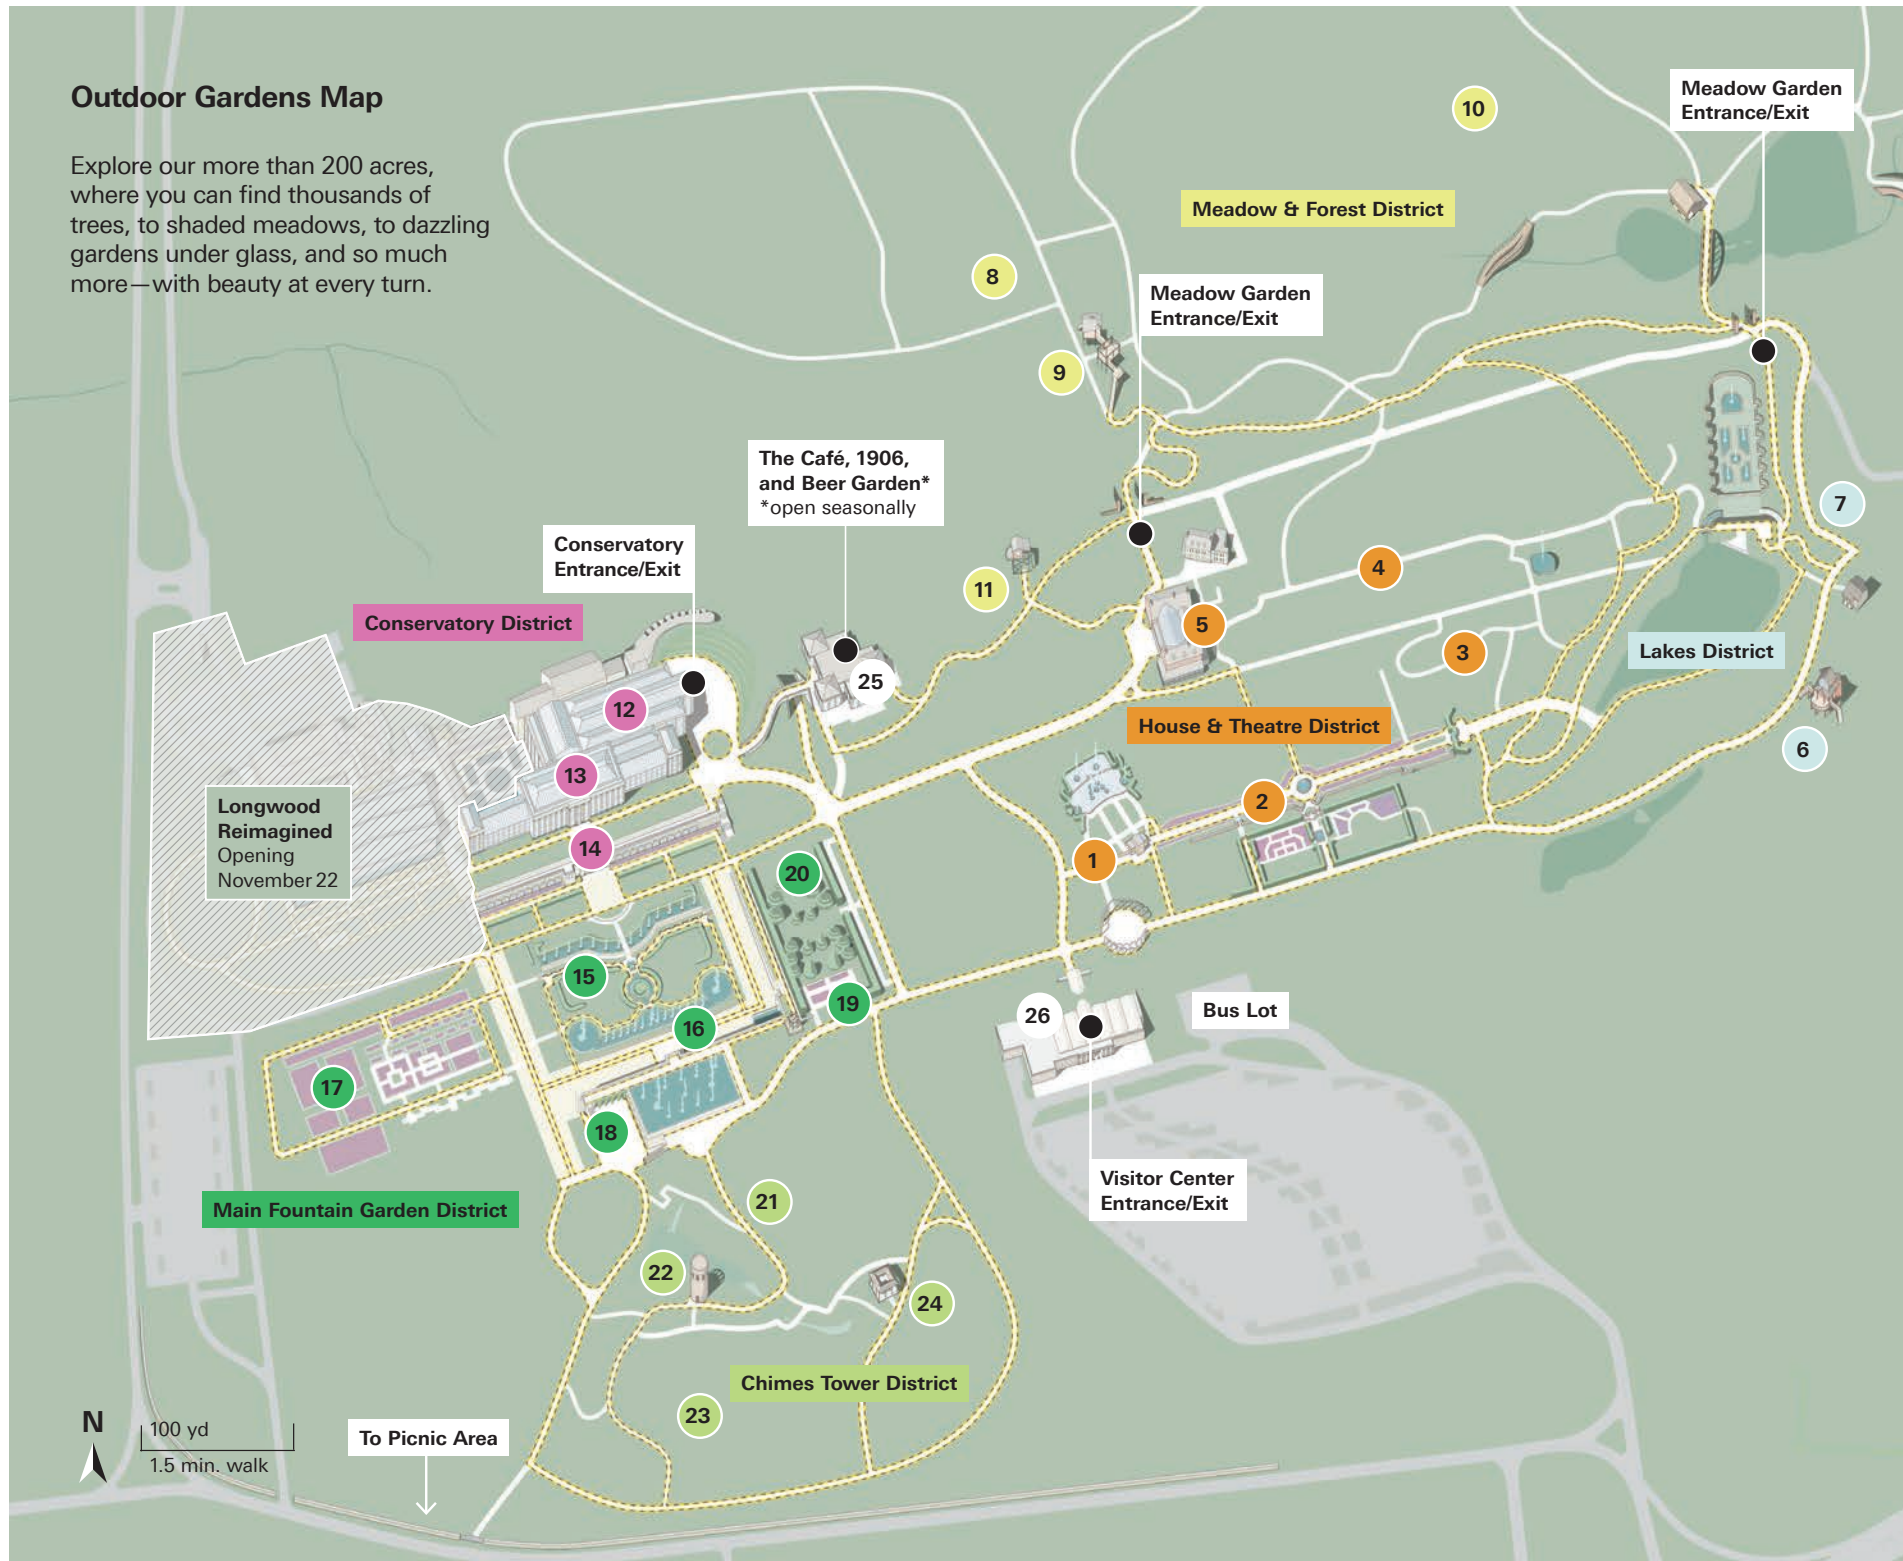 Outdoor Gardens Map
Explore our more than 200 acres,
where you can find thousands of
trees, to shaded meadows, to dazzling
gardens under glass, and so much
more—with beauty at every turn.
Meadow Garden
Entrance/Exit
10
Meadow & Forest District
8
Meadow Garden
Entrance/Exit
9
The Café, 1906,
and Beer Garden*
*open seasonally
7
Conservatory
Entrance/Exit
11
4
Conservatory District
5
3
Lakes District
25
12
House & Theatre District
6
13
2
Longwood
Reimagined
Opening
November 22
14
1
20
15
19
26
Bus Lot
16
17
18
Visitor Center
Entrance/Exit
21
Main Fountain Garden District
22
24
Chimes Tower District
23
N
100 yd
1.5 min. walk
To Picnic Area